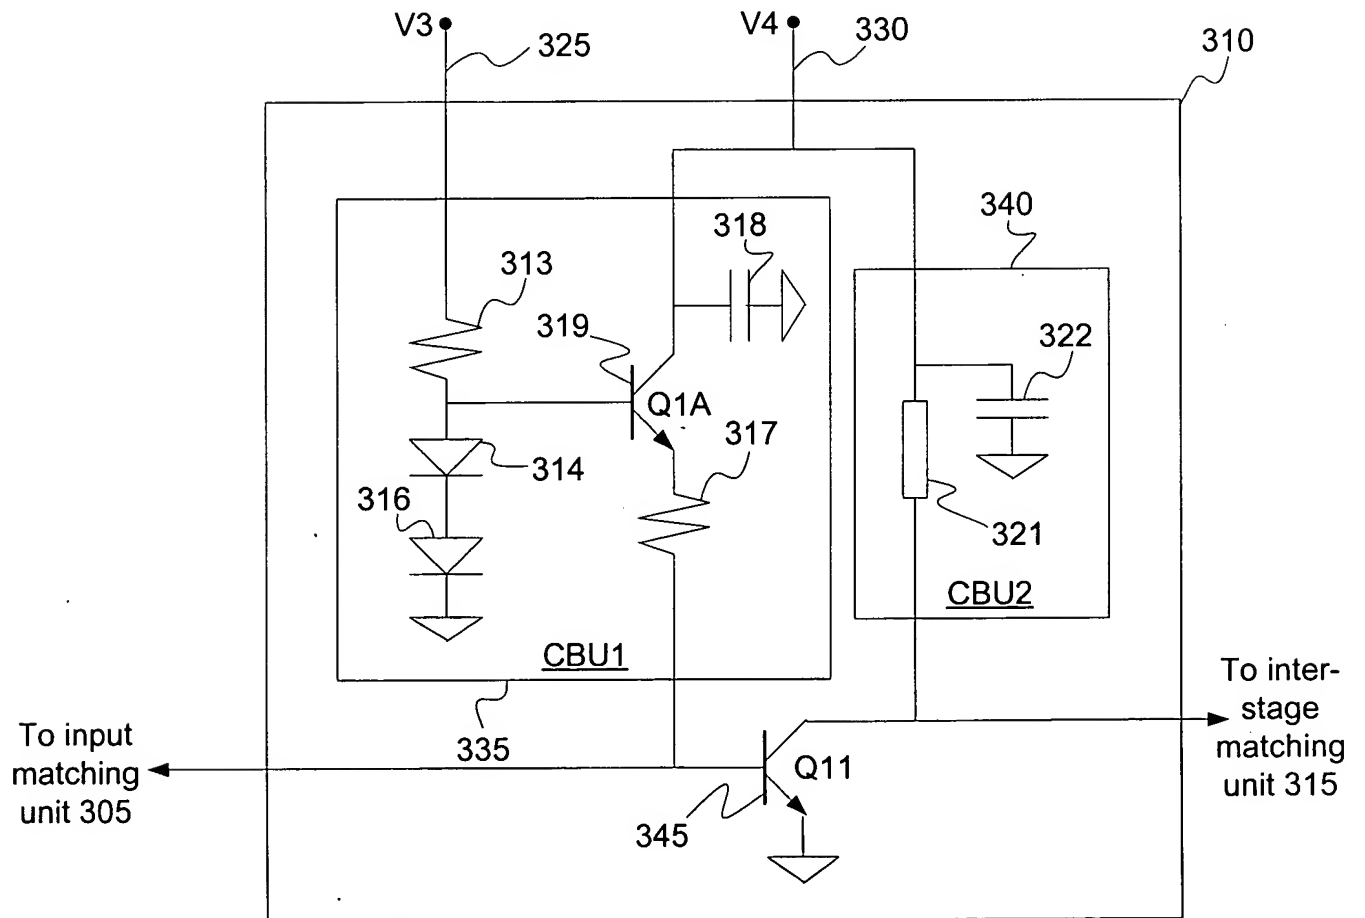 V3
325
V4
330
310
340
318
313
319
322
Q1A
317
314
316
321
CBU2
CBU1
To inter-
stage
matching
unit 315
To input
matching
unit 305
335
Q11
345